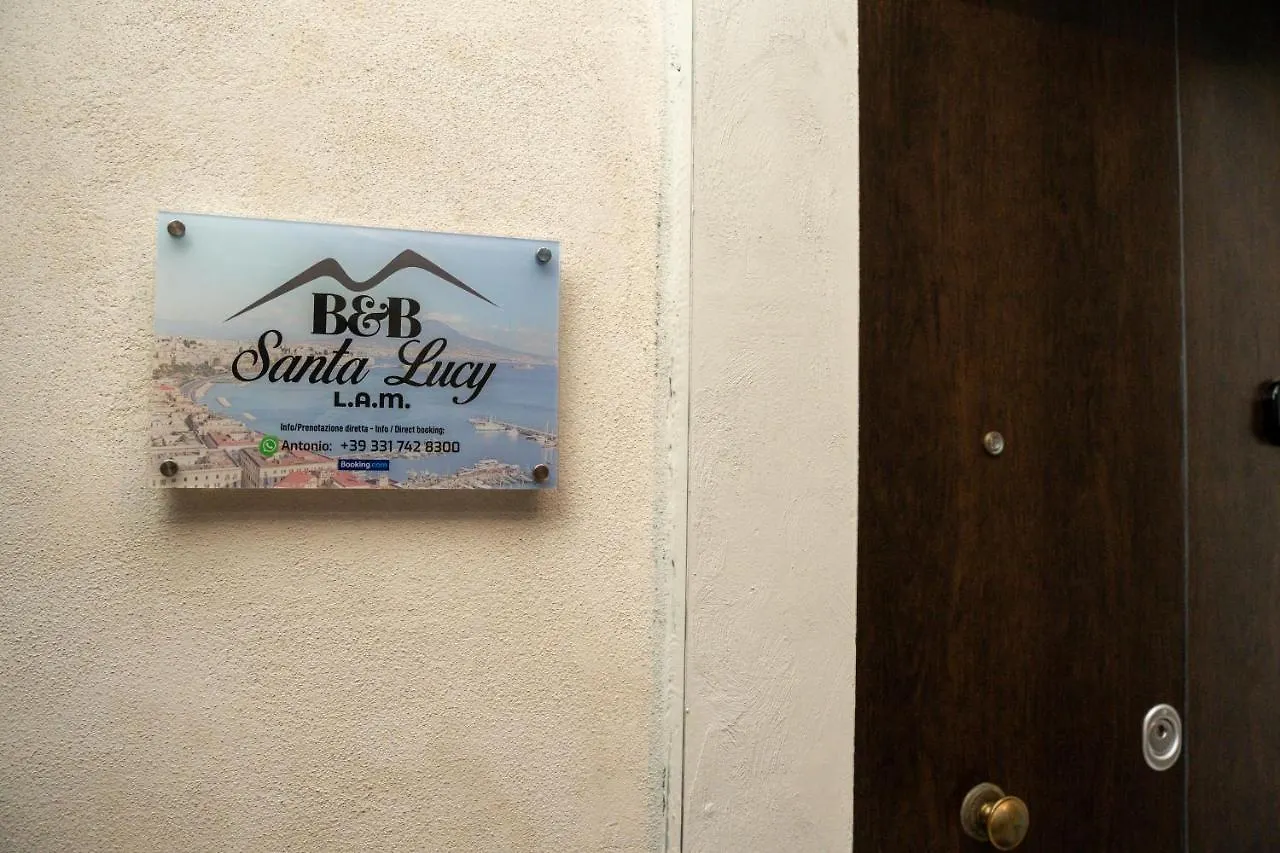 B&B
Santa Lucy
L.A.m.
Info/Prenotazione diretta - Info / Direct booking:
Antonio: +39 331 742 8300
Booking.com